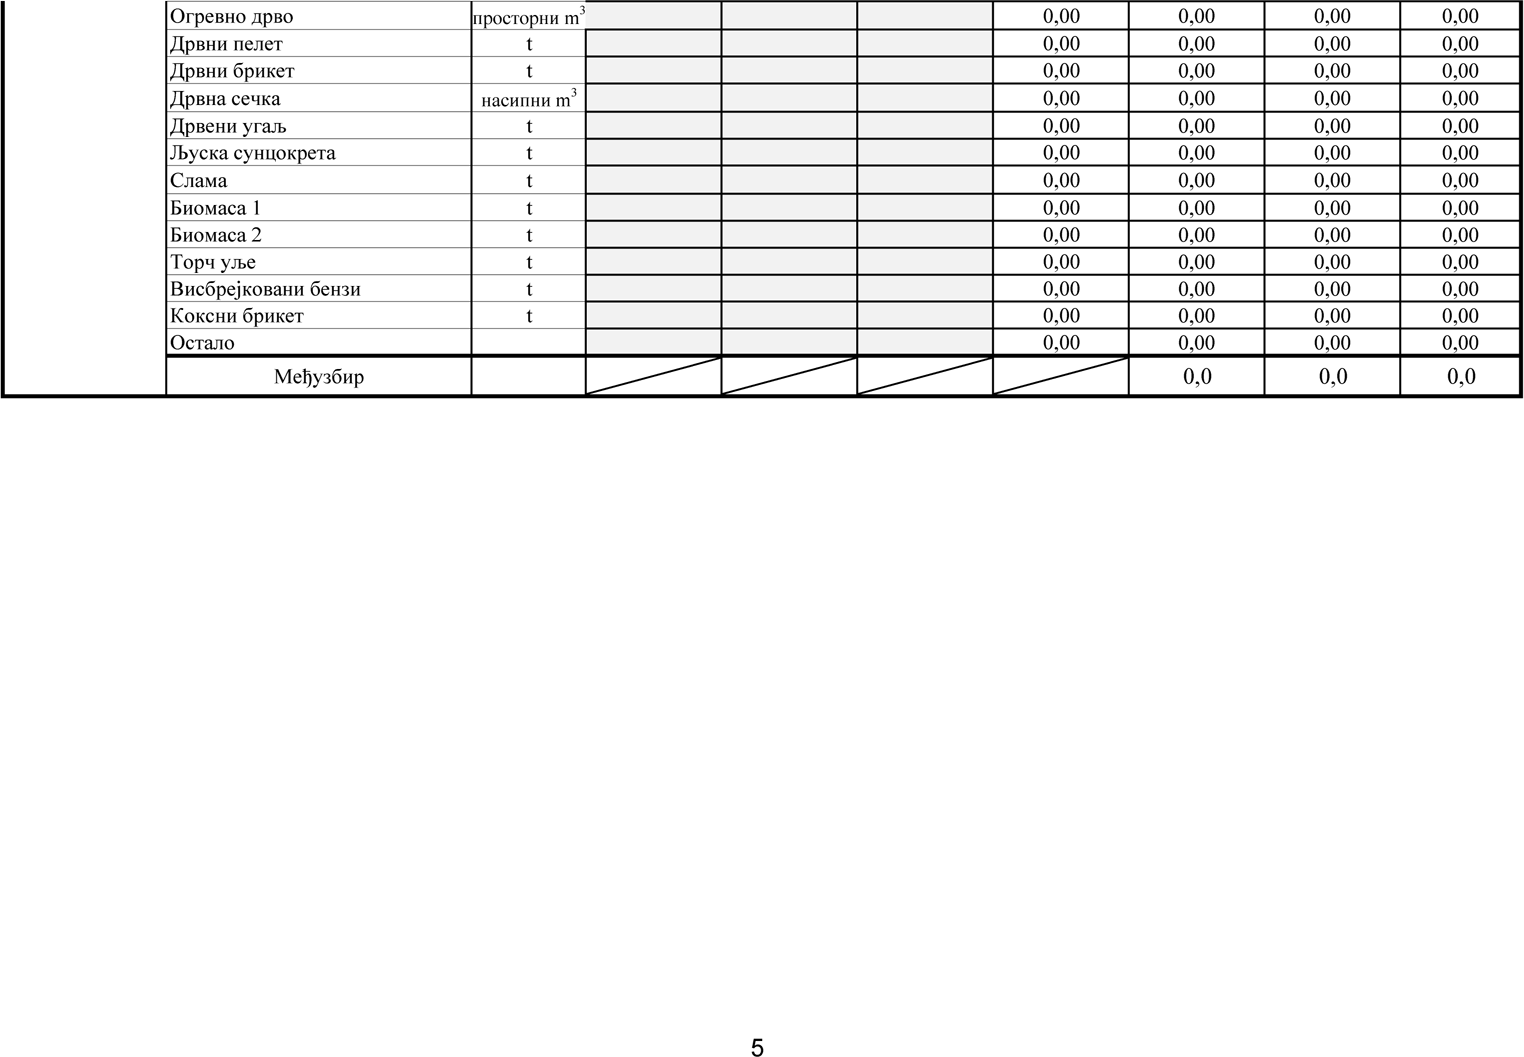 Огревно дрво просторни m³ 0,00 0,00 0,00 0,00
Дрвни пелет t 0,00 0,00 0,00 0,00
Дрвни брикет t 0,00 0,00 0,00 0,00
Дрвна сечка насипни m³ 0,00 0,00 0,00 0,00
Дрвени угаљ t 0,00 0,00 0,00 0,00
Љуска сунцокрета t 0,00 0,00 0,00 0,00
Слама t 0,00 0,00 0,00 0,00
Биомаса 1 t 0,00 0,00 0,00 0,00
Биомаса 2 t 0,00 0,00 0,00 0,00
Торч уље t 0,00 0,00 0,00 0,00
Висбрејковани бензи t 0,00 0,00 0,00 0,00
Коксни брикет t 0,00 0,00 0,00 0,00
Остало 0,00 0,00 0,00 0,00
Међузбир 0,0 0,0 0,0
5